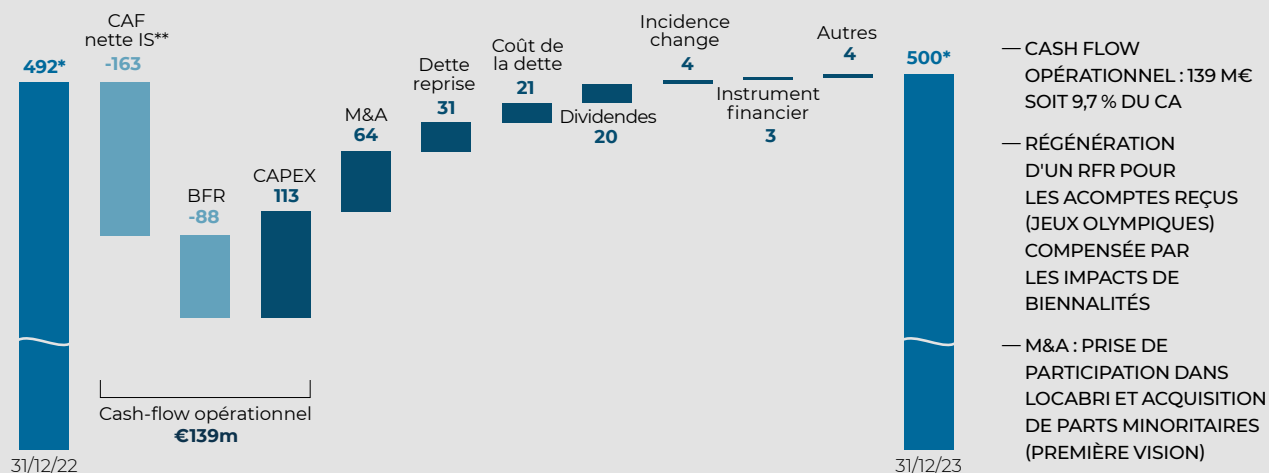 492*
CAF
nette IS**
-163
BFR
-88
CAPEX
113
M&A
64
Dette
reprise
31
Coût de
la dette
21
Dividendes
20
Incidence
change
4
Instrument
financier
3
Autres
4
500*
Cash-flow opérationnel
€139m
31/12/22
31/12/23
— CASH FLOW
OPÉRATIONNEL : 139 M€
SOIT 9,7 % DU CA
— RÉGÉNÉRATION
D'UN RFR POUR
LES ACOMPTES REÇUS
(JEUX OLYMPIQUES)
COMPENSÉE PAR
LES IMPACTS DE
BIENNALITÉS
— M&A : PRISE DE
PARTICIPATION DANS
LOCABRI ET ACQUISITION
DE PARTS MINORITAIRES
(PREMIÈRE VISION)